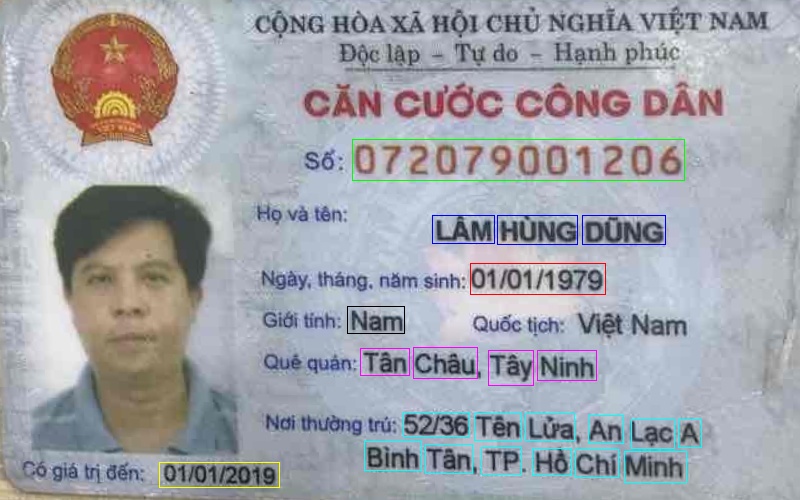 CỘNG HÒA XÃ HỘI CHỦ NGHĨA VIỆT NAM
Độc lập – Tự do – Hạnh phúc
CĂN CƯỚC CÔNG DÂN
Số: 072079001206
Họ và tên:
LÂM HÙNG DŨNG
Ngày, tháng, năm sinh: 01/01/1979
Giới tính: Nam Quốc tịch: Việt Nam
Quê quán: Tân Châu, Tây Ninh
Nơi thường trú: 52/36 Tên Lửa, An Lạc A
Bình Tân, TP. Hồ Chí Minh
Có giá trị đến: 01/01/2019
VIỆT NAM